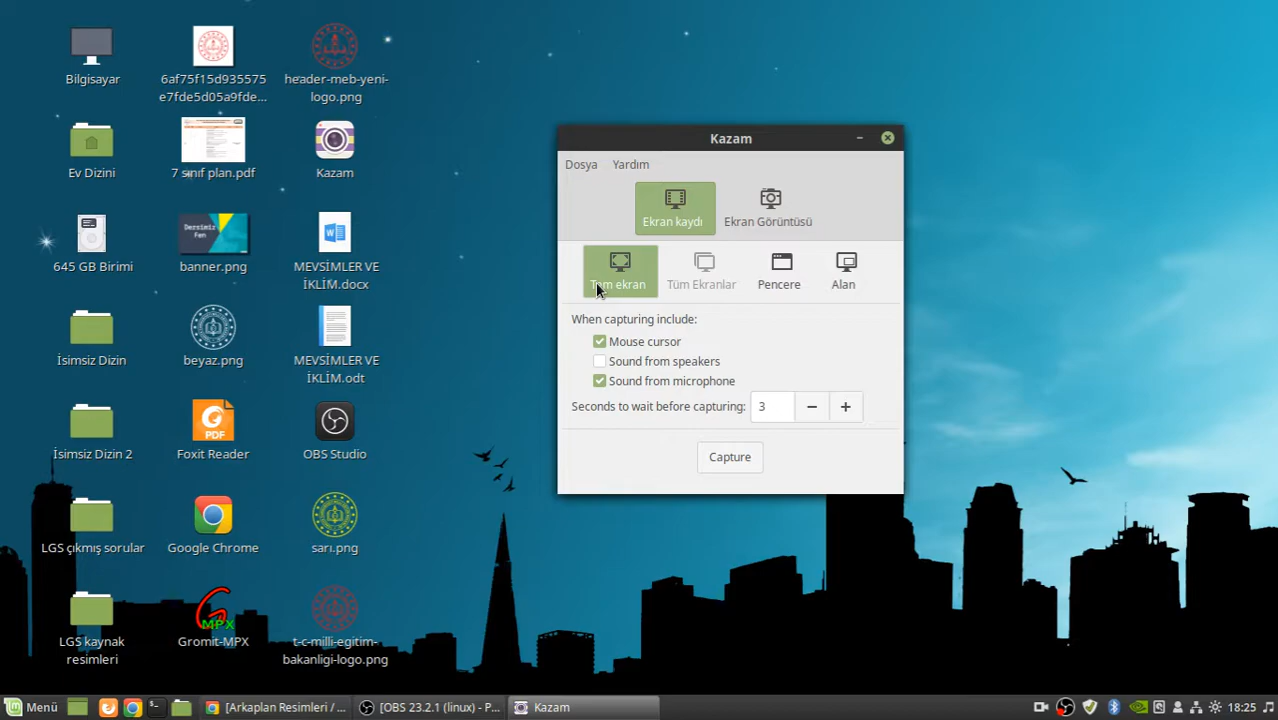 Bilgisayar
6af75f15d935575
e7fde5d05a9fde...
header-meb-yeni-
logo.png
Ev Dizini
7 sınıf plan.pdf
Kazam
645 GB Birimi
Dersimiz
Fen
banner.png
MEVSİMLER VE
İKLİM.docx
İsimsiz Dizin
beyaz.png
MEVSİMLER VE
İKLİM.odt
İsimsiz Dizin 2
PDF
Foxit Reader
OBS Studio
LGS çıkmış sorular
Google Chrome
sarı.png
LGS kaynak
resimleri
MPX
Gromit-MPX
t-c-milli-egitim-
bakanligi-logo.png
Kazam
Dosya Yardım
Ekran kaydı Ekran Görüntüsü
Tüm ekran Tüm Ekranlar Pencere Alan
When capturing include:
Mouse cursor
Sound from speakers
Sound from microphone
Seconds to wait before capturing: 3 − +
Capture
Menü [Arkaplan Resimleri / ... [OBS 23.2.1 (linux) - P... Kazam 18:25